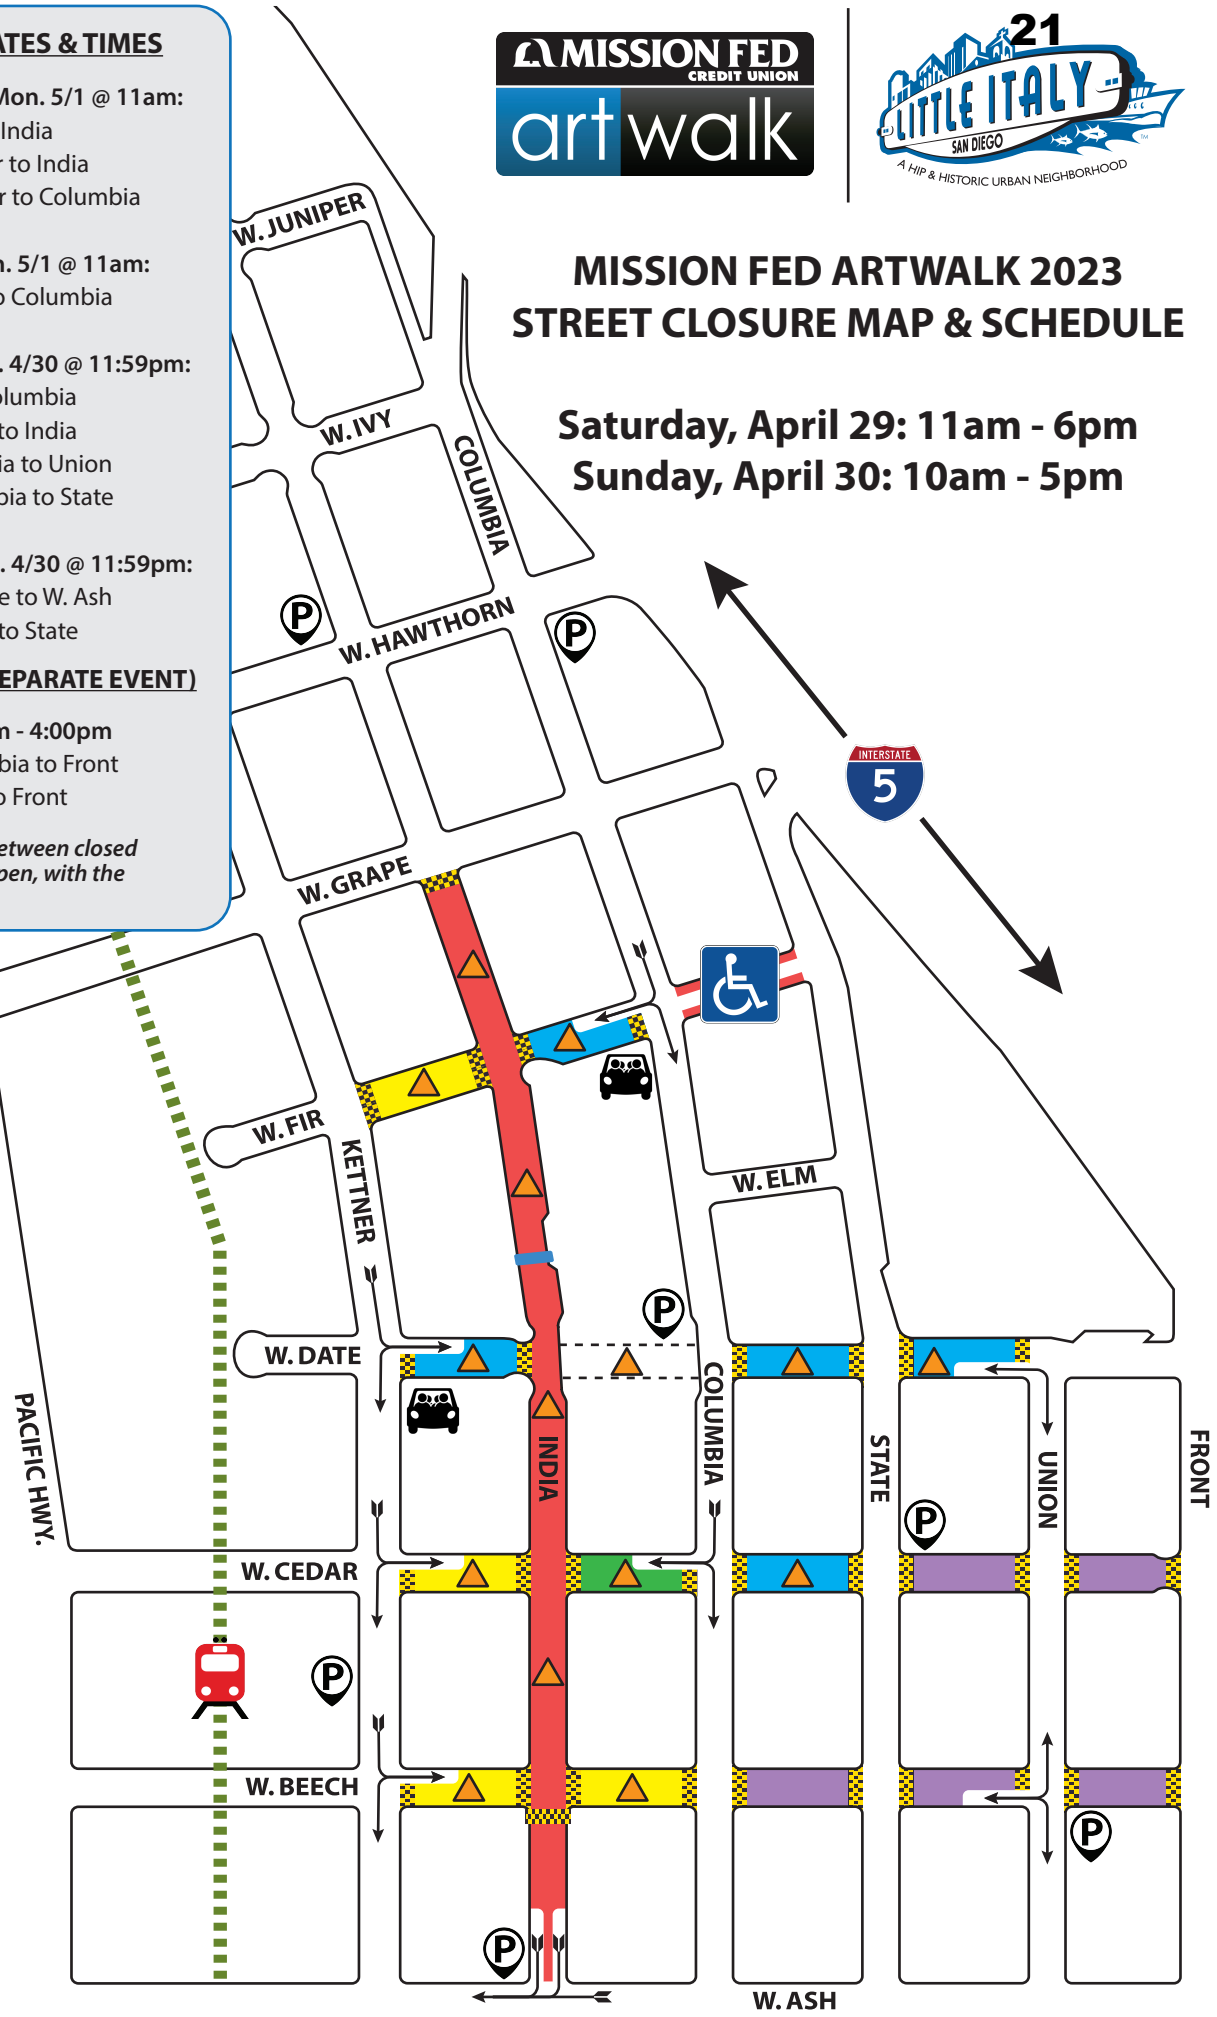 ATES & TIMES
Mon. 5/1 @ 11am:
India
r to India
r to Columbia
n. 5/1 @ 11am:
o Columbia
. 4/30 @ 11:59pm:
olumbia
to India
ia to Union
bia to State
. 4/30 @ 11:59pm:
e to W. Ash
to State
EPARATE EVENT)
m - 4:00pm
bia to Front
o Front
etween closed
pen, with the
MISSION FED
CREDIT UNION
artwalk
21
LITTLE ITALY
SAN DIEGO
TM
A HIP & HISTORIC URBAN NEIGHBORHOOD
MISSION FED ARTWALK 2023
STREET CLOSURE MAP & SCHEDULE
Saturday, April 29: 11am - 6pm
Sunday, April 30: 10am - 5pm
W. JUNIPER
W. IVY
COLUMBIA
P
P
W. HAWTHORN
INTERSTATE
5
W. GRAPE
W. FIR
KETTNER
W. ELM
P
W. DATE
PACIFIC HWY.
INDIA
COLUMBIA
STATE
UNION
FRONT
P
W. CEDAR
P
W. BEECH
P
P
W. ASH